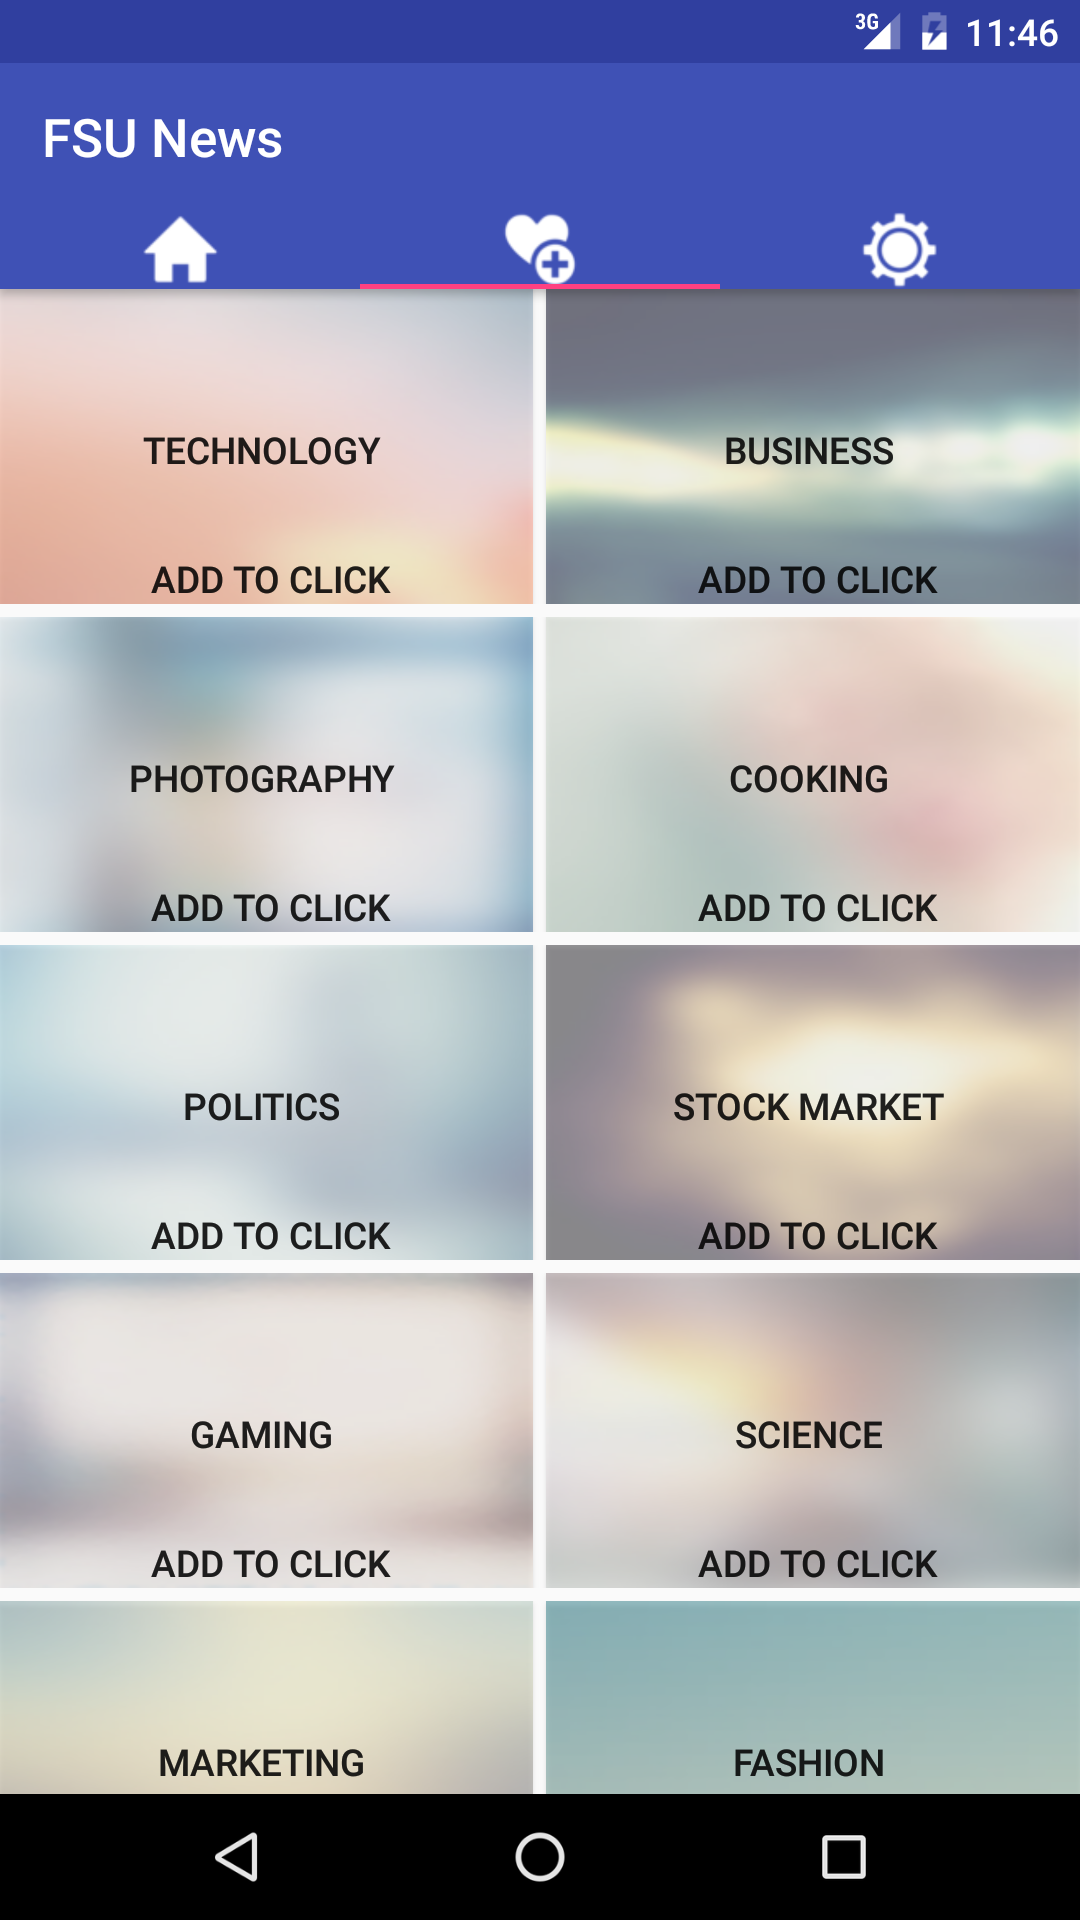 3G 11:46
FSU News
TECHNOLOGY
ADD TO CLICK
BUSINESS
ADD TO CLICK
PHOTOGRAPHY
ADD TO CLICK
COOKING
ADD TO CLICK
POLITICS
ADD TO CLICK
STOCK MARKET
ADD TO CLICK
GAMING
ADD TO CLICK
SCIENCE
ADD TO CLICK
MARKETING
FASHION